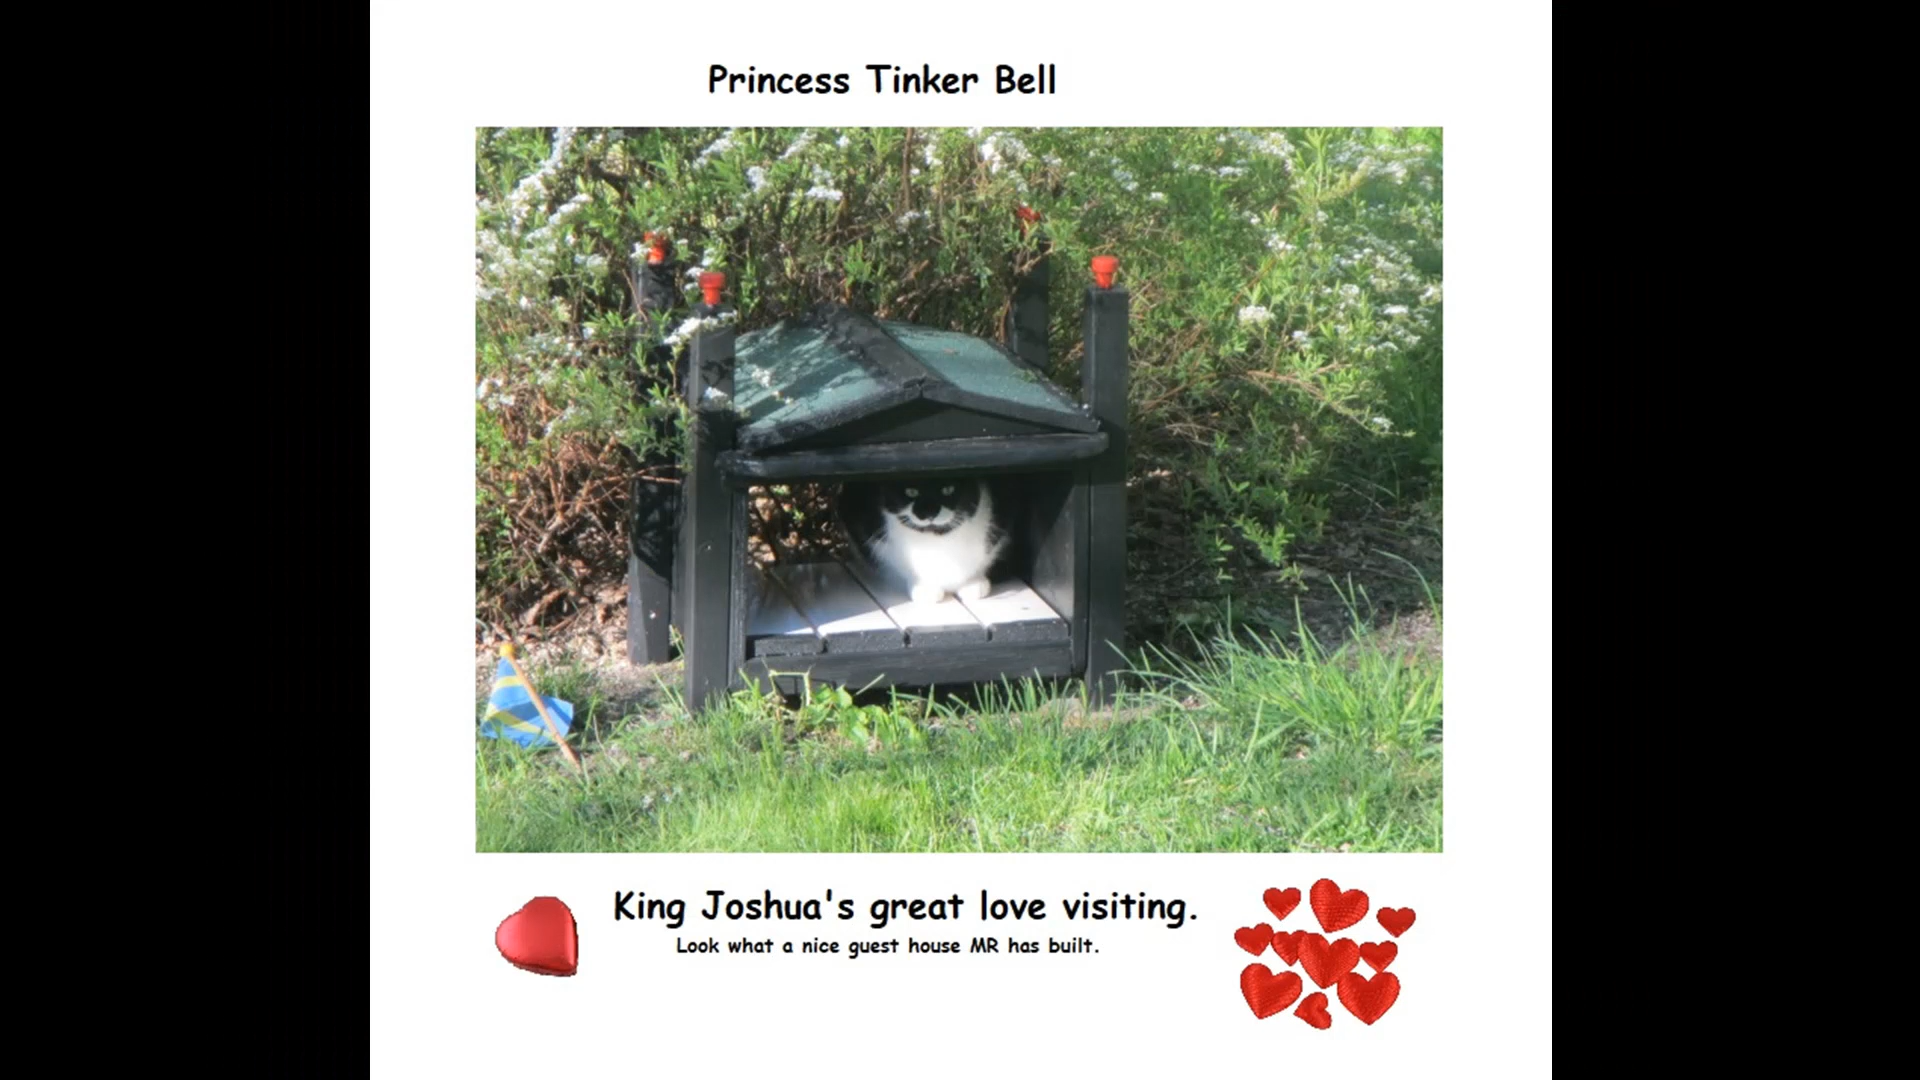 Princess Tinker Bell
King Joshua's great love visiting.
Look what a nice guest house MR has built.